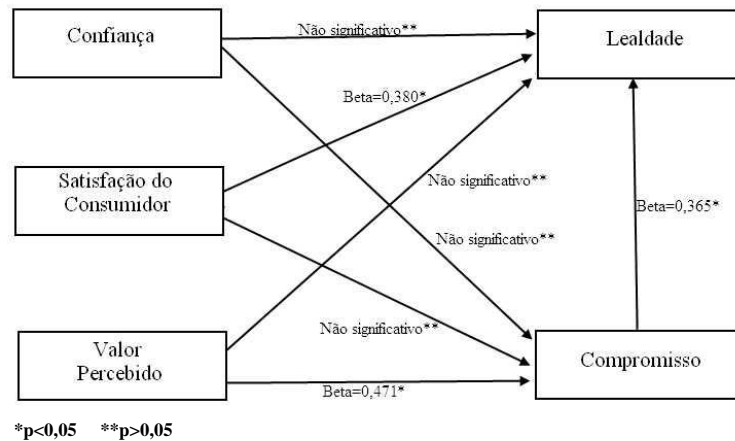 Confiança
Não significativo**
Lealdade
Beta=0,380*
Satisfação do
Consumidor
Não significativo**
Beta=0,365*
Não significativo**
Não significativo**
Valor
Percebido
Compromisso
Beta=0,471*
*p<0,05 **p>0,05